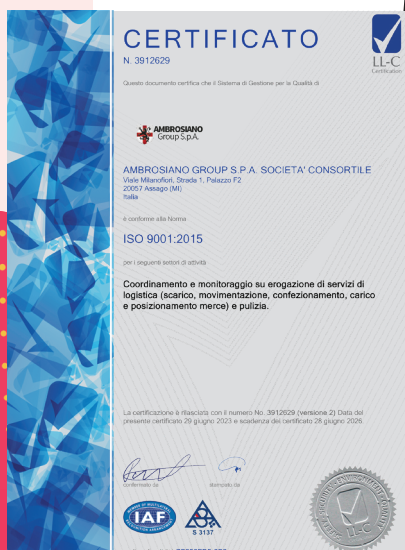 CERTIFICATO
N. 3912629
LL-C
Certification
Questo documento certifica che il Sistema di Gestione per la Qualità di
AMBROSIANO
Group S.p.A.
AMBROSIANO GROUP S.P.A. SOCIETA' CONSORTILE
Viale Milanofiori, Strada 1, Palazzo F2
20057 Assago (MI)
Italia
è conforme alla Norma
ISO 9001:2015
per i seguenti settori di attività
Coordinamento e monitoraggio su erogazione di servizi di
logistica (scarico, movimentazione, confezionamento, carico
e posizionamento merce) e pulizia.
La certificazione è rilasciata con il numero No. 3912629 (versione 2) Data del
presente certificato 29 giugno 2023 e scadenza del certificato 28 giugno 2026.
confermato da
stampato da
IAF
S 3137
LL-C